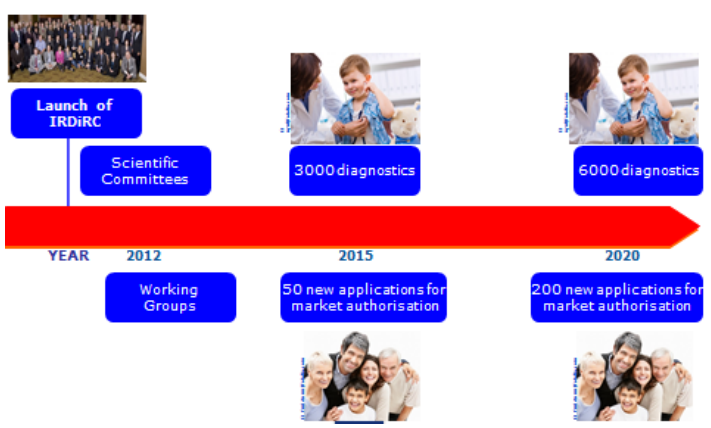 Launch of
IRDiRC
Scientific
Committees
3000 diagnostics
6000 diagnostics
YEAR 2012 2015 2020
Working
Groups
50 new applications for
market authorisation
200 new applications for
market authorisation